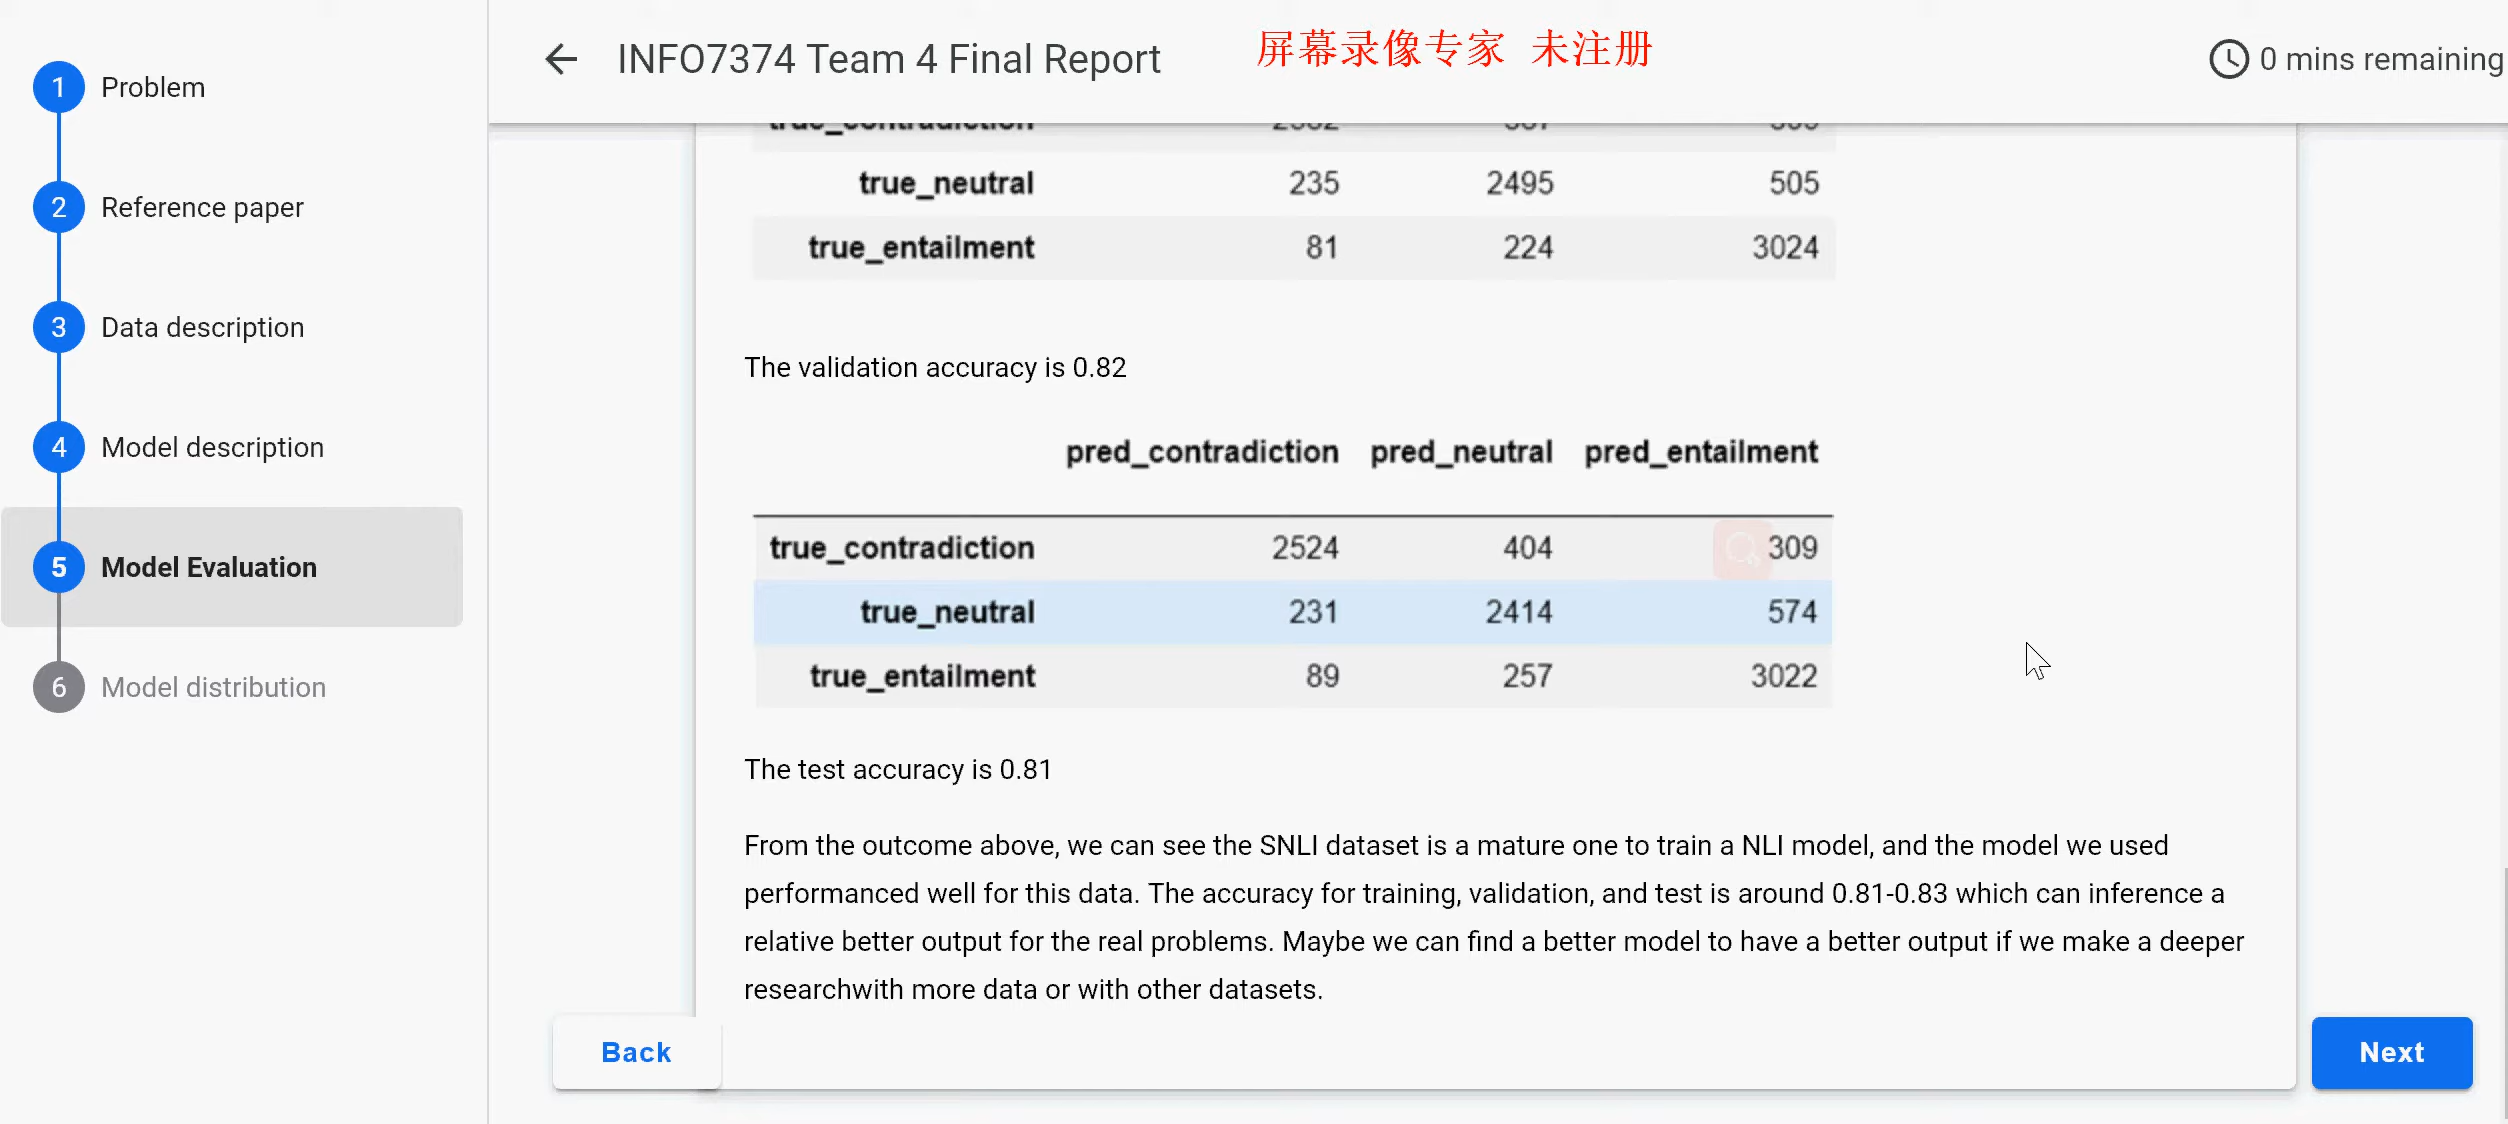 1 Problem
2 Reference paper
3 Data description
4 Model description
5 Model Evaluation
6 Model distribution
INFO7374 Team 4 Final Report
屏幕录像专家 未注册
0 mins remaining
true_contradiction
true_neutral 235 2495 505
true_entailment 81 224 3024
The validation accuracy is 0.82
pred_contradiction pred_neutral pred_entailment
true_contradiction 2524 404 309
true_neutral 231 2414 574
true_entailment 89 257 3022
The test accuracy is 0.81
From the outcome above, we can see the SNLI dataset is a mature one to train a NLI model, and the model we used
performanced well for this data. The accuracy for training, validation, and test is around 0.81-0.83 which can inference a
relative better output for the real problems. Maybe we can find a better model to have a better output if we make a deeper
researchwith more data or with other datasets.
Back
Next